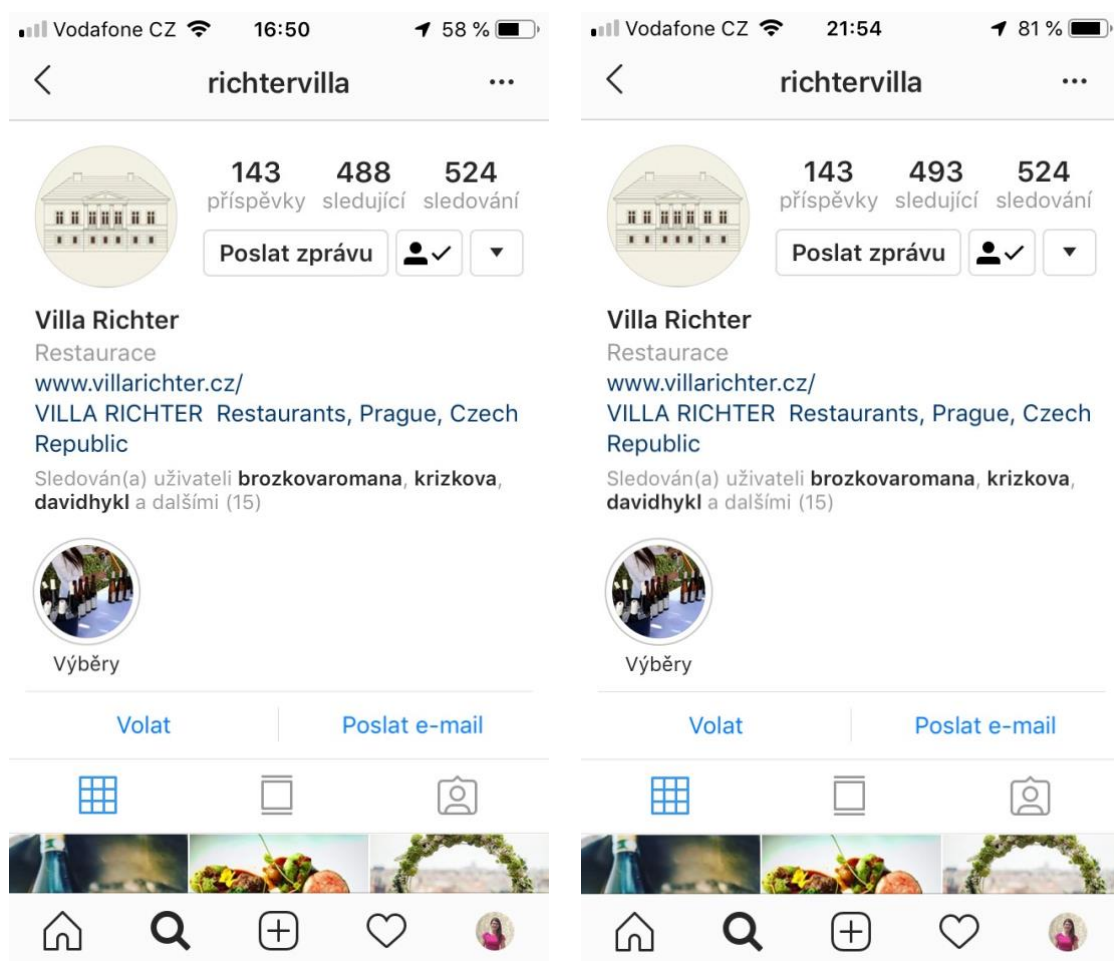 Vodafone CZ 16:50 58 %
richtervilla
143 488 524
příspěvky sledující sledování
Poslat zprávu
Villa Richter
Restaurace
www.villarichter.cz/
VILLA RICHTER Restaurants, Prague, Czech
Republic
Sledován(a) uživateli brozkovaromana, krizkova,
davidhykl a dalšími (15)
Výběry
Volat Poslat e-mail
Vodafone CZ 21:54 81 %
richtervilla
143 493 524
příspěvky sledující sledování
Poslat zprávu
Villa Richter
Restaurace
www.villarichter.cz/
VILLA RICHTER Restaurants, Prague, Czech
Republic
Sledován(a) uživateli brozkovaromana, krizkova,
davidhykl a dalšími (15)
Výběry
Volat Poslat e-mail